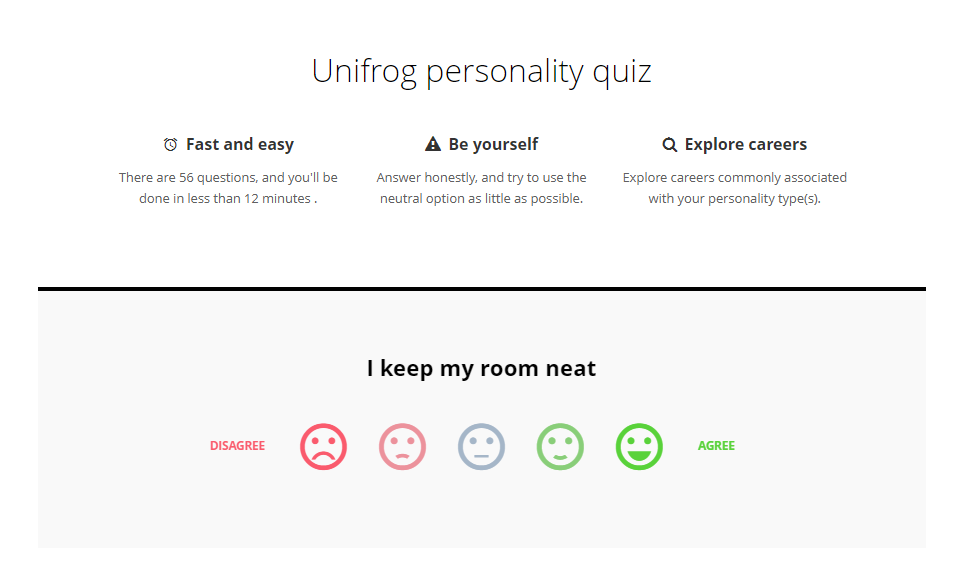 Unifrog personality quiz
Fast and easy
There are 56 questions, and you'll be
done in less than 12 minutes .
Be yourself
Answer honestly, and try to use the
neutral option as little as possible.
Explore careers
Explore careers commonly associated
with your personality type(s).
I keep my room neat
DISAGREE
AGREE